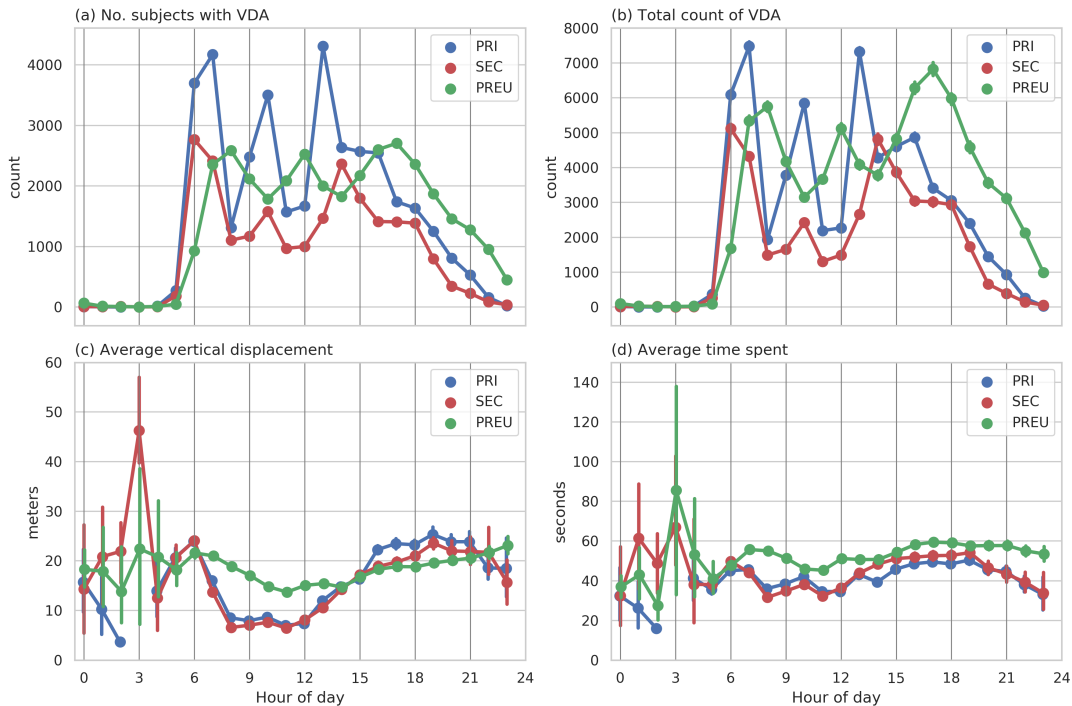 (a) No. subjects with VDA
PRI
SEC
PREU
4000
3000
2000
1000
0
count
(b) Total count of VDA
PRI
SEC
PREU
8000
7000
6000
5000
4000
3000
2000
1000
0
count
(c) Average vertical displacement
PRI
SEC
PREU
60
50
40
30
20
10
0
meters
0 3 6 9 12 15 18 21 24
Hour of day
(d) Average time spent
PRI
SEC
PREU
140
120
100
80
60
40
20
0
seconds
0 3 6 9 12 15 18 21 24
Hour of day